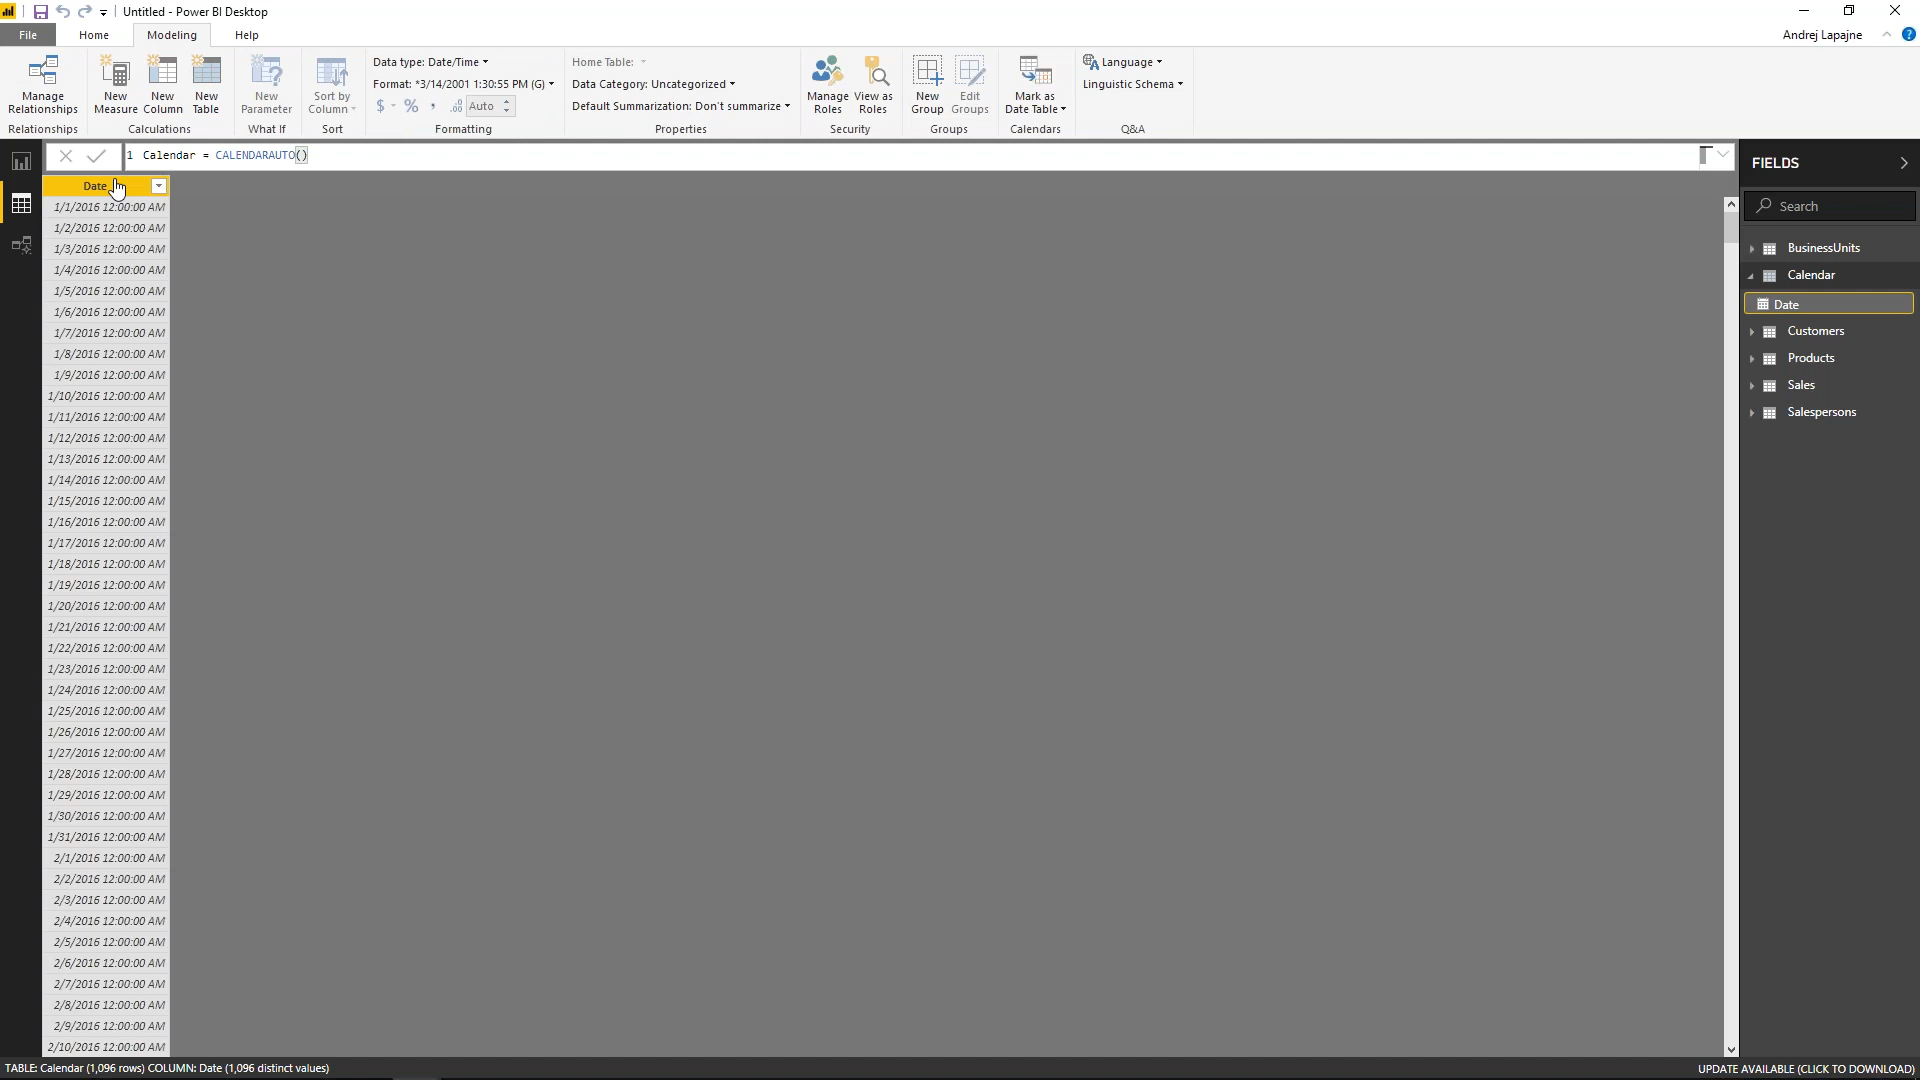 Untitled - Power BI Desktop
File Home Modeling Help Andrej Lapajne
Manage Relationships
New Measure
New Column
New Table
New Parameter
Sort by Column
Data type: Date/Time
Format: *3/14/2001 1:30:55 PM (G)
$ % , .00 Auto
Home Table:
Data Category: Uncategorized
Default Summarization: Don't summarize
Manage Roles
View as Roles
New Group
Edit Groups
Mark as Date Table
Language
Linguistic Schema
Relationships Calculations What If Sort Formatting Properties Security Groups Calendars Q&A
1 Calendar = CALENDARAUTO()
Date
1/1/2016 12:00:00 AM
1/2/2016 12:00:00 AM
1/3/2016 12:00:00 AM
1/4/2016 12:00:00 AM
1/5/2016 12:00:00 AM
1/6/2016 12:00:00 AM
1/7/2016 12:00:00 AM
1/8/2016 12:00:00 AM
1/9/2016 12:00:00 AM
1/10/2016 12:00:00 AM
1/11/2016 12:00:00 AM
1/12/2016 12:00:00 AM
1/13/2016 12:00:00 AM
1/14/2016 12:00:00 AM
1/15/2016 12:00:00 AM
1/16/2016 12:00:00 AM
1/17/2016 12:00:00 AM
1/18/2016 12:00:00 AM
1/19/2016 12:00:00 AM
1/20/2016 12:00:00 AM
1/21/2016 12:00:00 AM
1/22/2016 12:00:00 AM
1/23/2016 12:00:00 AM
1/24/2016 12:00:00 AM
1/25/2016 12:00:00 AM
1/26/2016 12:00:00 AM
1/27/2016 12:00:00 AM
1/28/2016 12:00:00 AM
1/29/2016 12:00:00 AM
1/30/2016 12:00:00 AM
1/31/2016 12:00:00 AM
2/1/2016 12:00:00 AM
2/2/2016 12:00:00 AM
2/3/2016 12:00:00 AM
2/4/2016 12:00:00 AM
2/5/2016 12:00:00 AM
2/6/2016 12:00:00 AM
2/7/2016 12:00:00 AM
2/8/2016 12:00:00 AM
2/9/2016 12:00:00 AM
2/10/2016 12:00:00 AM
FIELDS
Search
BusinessUnits
Calendar
Date
Customers
Products
Sales
Salespersons
TABLE: Calendar (1,096 rows) COLUMN: Date (1,096 distinct values)
UPDATE AVAILABLE (CLICK TO DOWNLOAD)